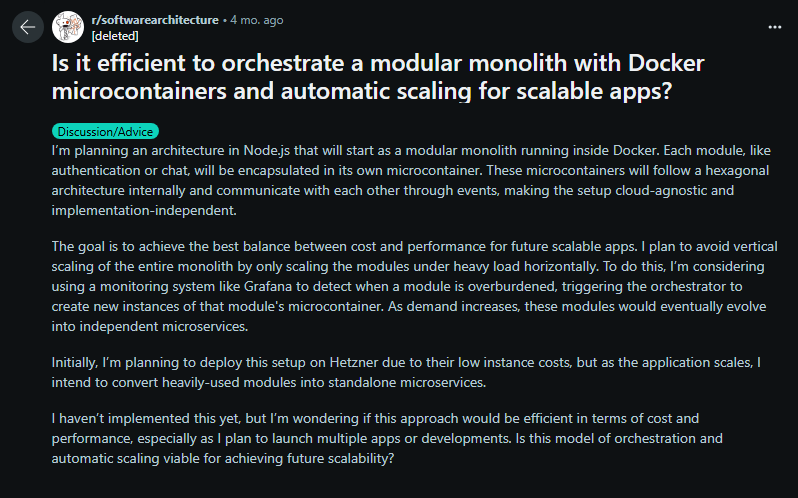 r/softwarearchitecture • 4 mo. ago
[deleted]
Is it efficient to orchestrate a modular monolith with Docker
microcontainers and automatic scaling for scalable apps?
Discussion/Advice
I’m planning an architecture in Node.js that will start as a modular monolith running inside Docker. Each module, like
authentication or chat, will be encapsulated in its own microcontainer. These microcontainers will follow a hexagonal
architecture internally and communicate with each other through events, making the setup cloud-agnostic and
implementation-independent.
The goal is to achieve the best balance between cost and performance for future scalable apps. I plan to avoid vertical
scaling of the entire monolith by only scaling the modules under heavy load horizontally. To do this, I’m considering
using a monitoring system like Grafana to detect when a module is overburdened, triggering the orchestrator to
create new instances of that module's microcontainer. As demand increases, these modules would eventually evolve
into independent microservices.
Initially, I’m planning to deploy this setup on Hetzner due to their low instance costs, but as the application scales, I
intend to convert heavily-used modules into standalone microservices.
I haven’t implemented this yet, but I’m wondering if this approach would be efficient in terms of cost and
performance, especially as I plan to launch multiple apps or developments. Is this model of orchestration and
automatic scaling viable for achieving future scalability?